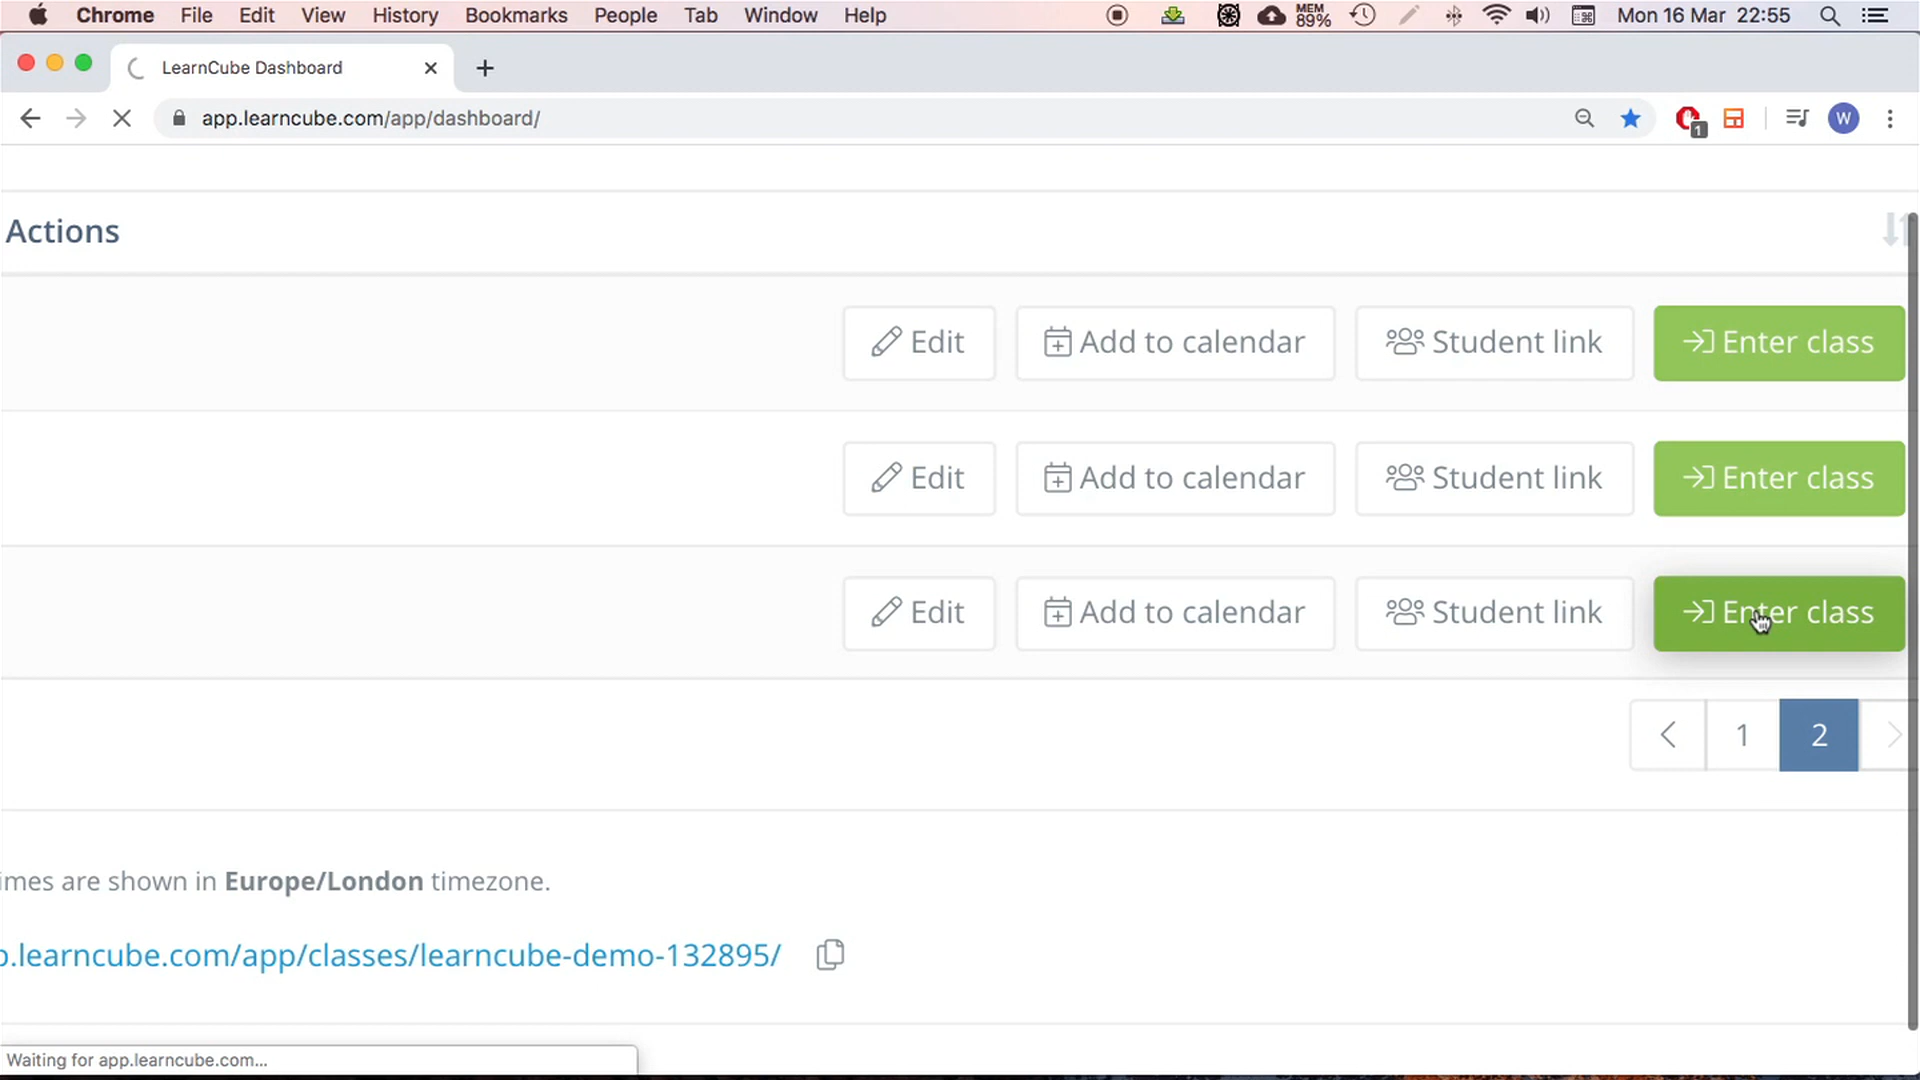 Chrome File Edit View History Bookmarks People Tab Window Help MEM 89% Mon 16 Mar 22:55
LearnCube Dashboard
app.learncube.com/app/dashboard/ 1 W
Actions
Edit Add to calendar Student link Enter class
Edit Add to calendar Student link Enter class
Edit Add to calendar Student link Enter class
1 2
imes are shown in Europe/London timezone.
.learncube.com/app/classes/learncube-demo-132895/
Waiting for app.learncube.com...